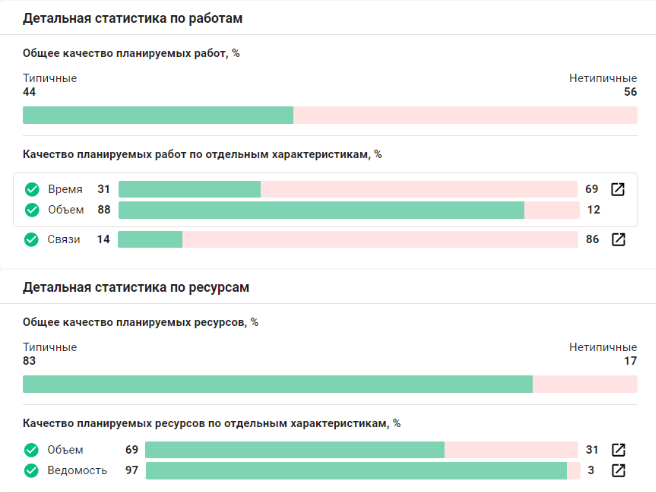 Детальная статистика по работам
Общее качество планируемых работ, %
Типичные Нетипичные
44 56
Качество планируемых работ по отдельным характеристикам, %
Время 31 69
Объем 88 12
Связи 14 86
Детальная статистика по ресурсам
Общее качество планируемых ресурсов, %
Типичные Нетипичные
83 17
Качество планируемых ресурсов по отдельным характеристикам, %
Объем 69 31
Ведомость 97 3